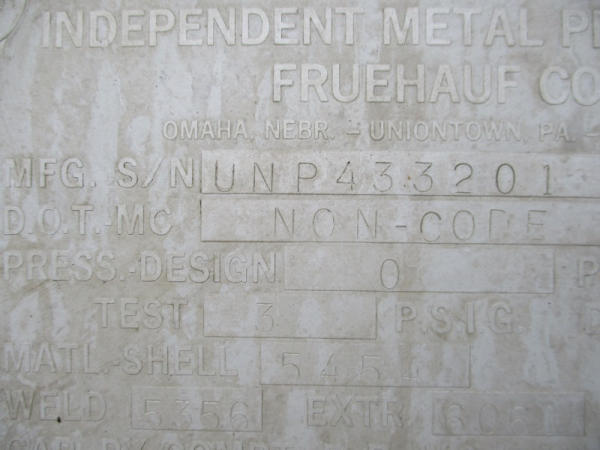 INDEPENDENT METAL
FRUEHAUF CO
OMAHA, NEBR. – UNIONTOWN, PA. –
MFG. S/N UNP433201
D.O.T.-MC NON-CODE
PRESS.-DESIGN 0 P
TEST 3 P.S.I.G.
MATL.-SHELL 5454
WELD 5356 EXTR.